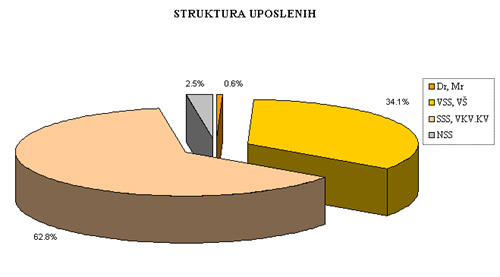 STRUKTURA UPOSLENIH
2.5%
0.6%
34.1%
62.8%
Dr, Mr
VSS, VŠ
SSS, VKV.KV
NSS